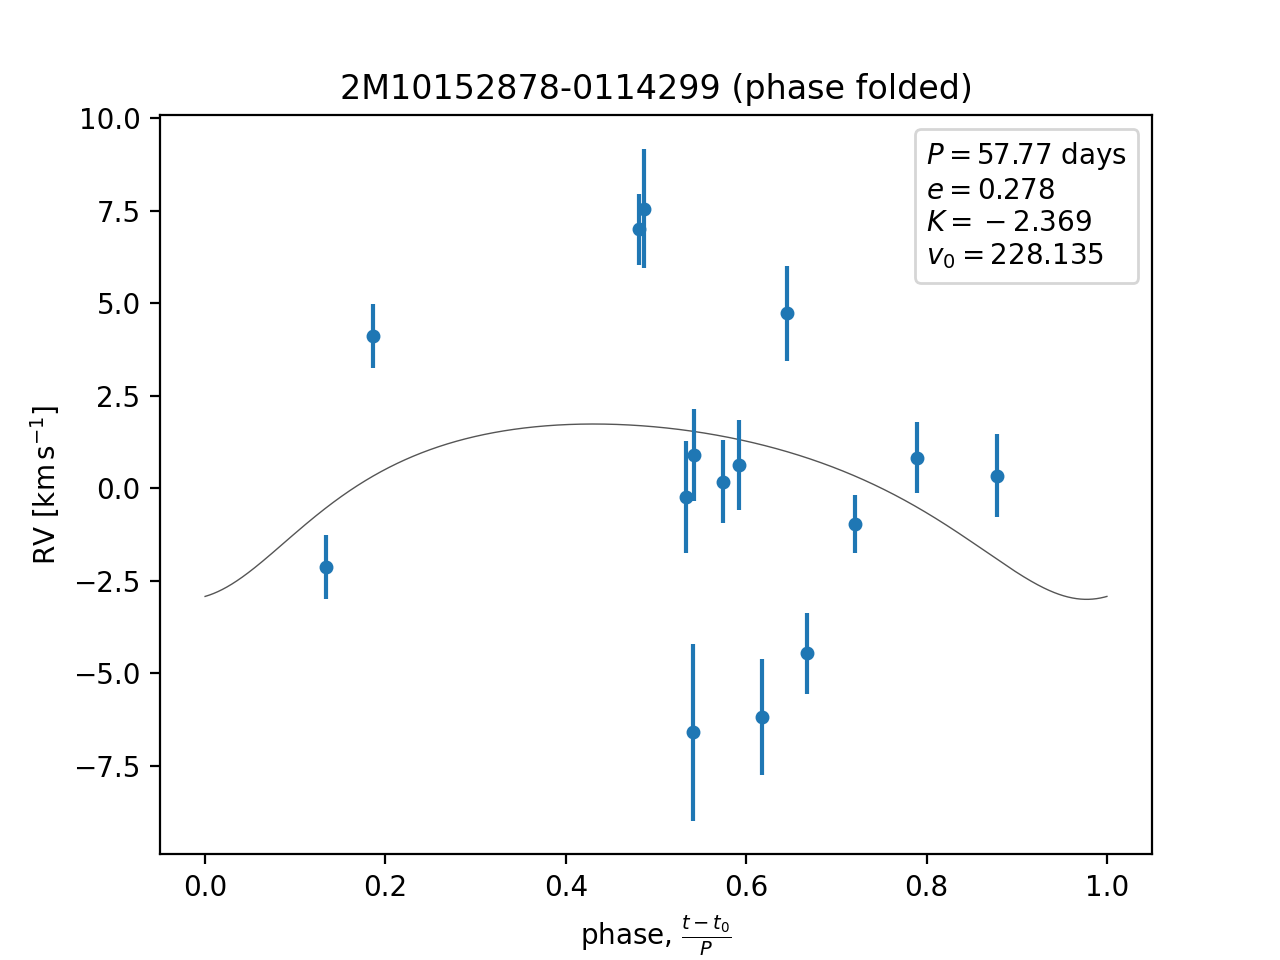 2M10152878-0114299 (phase folded)
P = 57.77 days
e = 0.278
K = −2.369
v₀ = 228.135
10.0
7.5
5.0
2.5
0.0
−2.5
−5.0
−7.5
RV [km s⁻¹]
0.0 0.2 0.4 0.6 0.8 1.0
phase, (t − t₀)/P